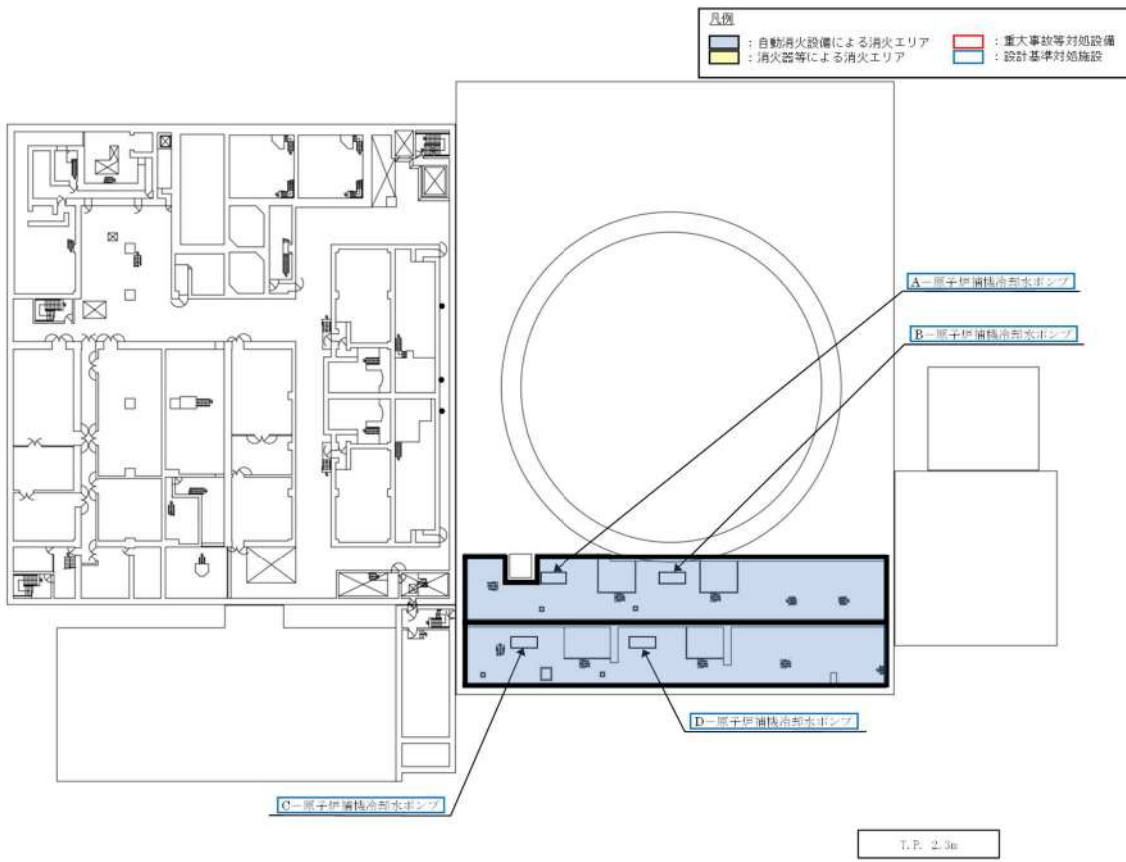 凡例
：自動消火設備による消火エリア
：重大事故等対処設備
：消火器等による消火エリア
：設計基準対処施設
A－原子炉補機冷却水ポンプ
B－原子炉補機冷却水ポンプ
D－原子炉補機冷却水ポンプ
C－原子炉補機冷却水ポンプ
T.P. 2.3m